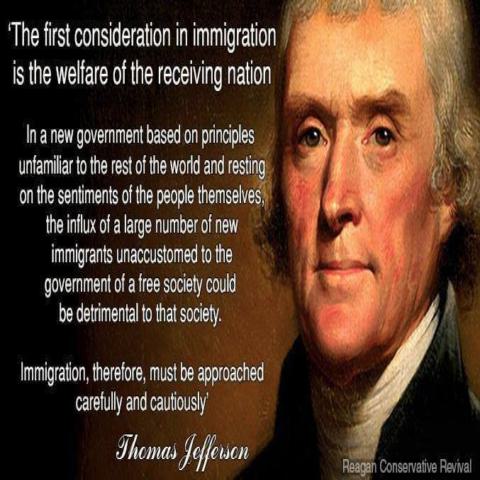 ‘The first consideration in immigration
is the welfare of the receiving nation
In a new government based on principles
unfamiliar to the rest of the world and resting
on the sentiments of the people themselves,
the influx of a large number of new
immigrants unaccustomed to the
government of a free society could
be detrimental to that society.
Immigration, therefore, must be approached
carefully and cautiously’
Thomas Jefferson
Reagan Conservative Revival